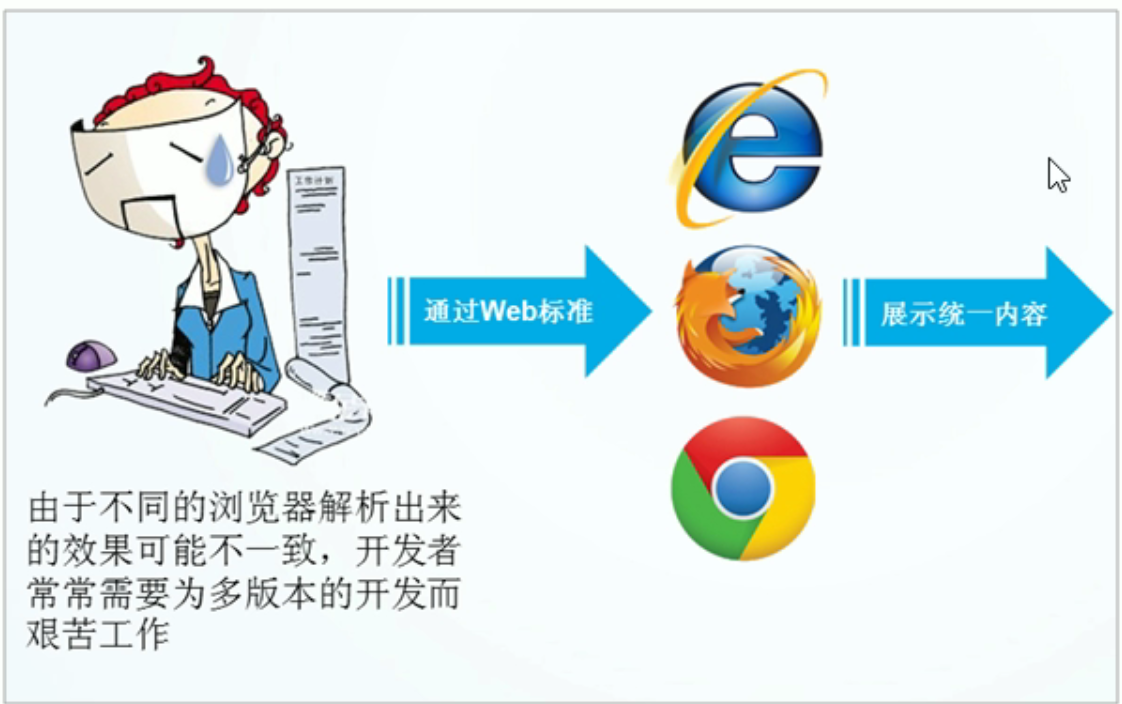 工作计划
通过Web标准
展示统一内容
由于不同的浏览器解析出来
的效果可能不一致，开发者
常常需要为多版本的开发而
艰苦工作